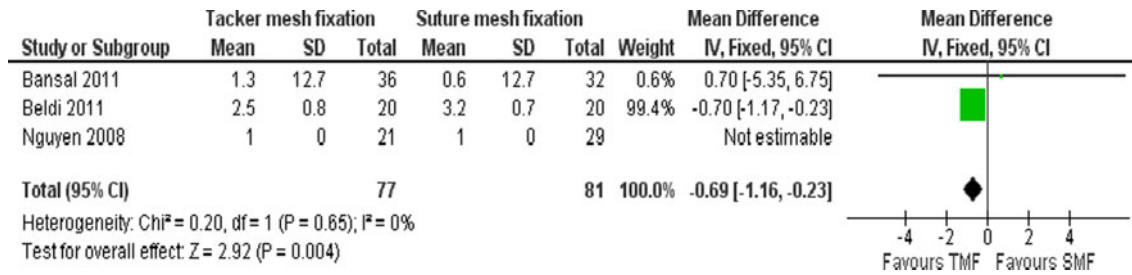 Tacker mesh fixation Suture mesh fixation Mean Difference Mean Difference
Study or Subgroup Mean SD Total Mean SD Total Weight IV, Fixed, 95% CI IV, Fixed, 95% CI
Bansal 2011 1.3 12.7 36 0.6 12.7 32 0.6% 0.70 [-5.35, 6.75]
Beldi 2011 2.5 0.8 20 3.2 0.7 20 99.4% -0.70 [-1.17, -0.23]
Nguyen 2008 1 0 21 1 0 29 Not estimable
Total (95% CI) 77 81 100.0% -0.69 [-1.16, -0.23]
Heterogeneity: Chi² = 0.20, df = 1 (P = 0.65); I² = 0%
Test for overall effect: Z = 2.92 (P = 0.004)
-4 -2 0 2 4
Favours TMF Favours SMF